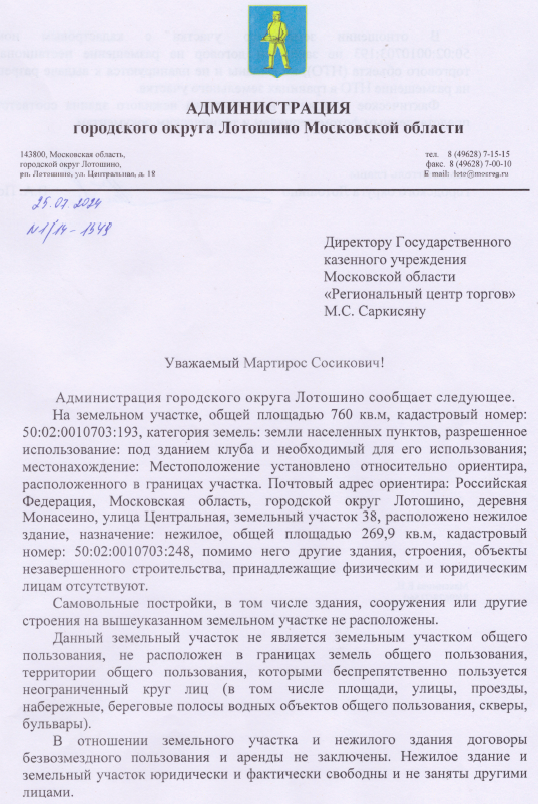 АДМИНИСТРАЦИЯ
городского округа Лотошино Московской области
143800, Московская область,
городской округ Лотошино,
рп. Лотошино, ул. Центральная, д. 18
тел. 8 (49628) 7-15-15
факс. 8 (49628) 7-00-10
E mail: loto@mosreg.ru
25.07.2024
Директору Государственного
казенного учреждения
Московской области
«Региональный центр торгов»
М.С. Саркисяну
Уважаемый Мартирос Сосикович!
Администрация городского округа Лотошино сообщает следующее.
На земельном участке, общей площадью 760 кв.м, кадастровый номер:
50:02:0010703:193, категория земель: земли населенных пунктов, разрешенное
использование: под зданием клуба и необходимый для его использования;
местонахождение: Местоположение установлено относительно ориентира,
расположенного в границах участка. Почтовый адрес ориентира: Российская
Федерация, Московская область, городской округ Лотошино, деревня
Монасеино, улица Центральная, земельный участок 38, расположено нежилое
здание, назначение: нежилое, общей площадью 269,9 кв.м, кадастровый
номер: 50:02:0010703:248, помимо него другие здания, строения, объекты
незавершенного строительства, принадлежащие физическим и юридическим
лицам отсутствуют.
Самовольные постройки, в том числе здания, сооружения или другие
строения на вышеуказанном земельном участке не расположены.
Данный земельный участок не является земельным участком общего
пользования, не расположен в границах земель общего пользования,
территории общего пользования, которыми беспрепятственно пользуется
неограниченный круг лиц (в том числе площади, улицы, проезды,
набережные, береговые полосы водных объектов общего пользования, скверы,
бульвары).
В отношении земельного участка и нежилого здания договоры
безвозмездного пользования и аренды не заключены. Нежилое здание и
земельный участок юридически и фактически свободны и не заняты другими
лицами.